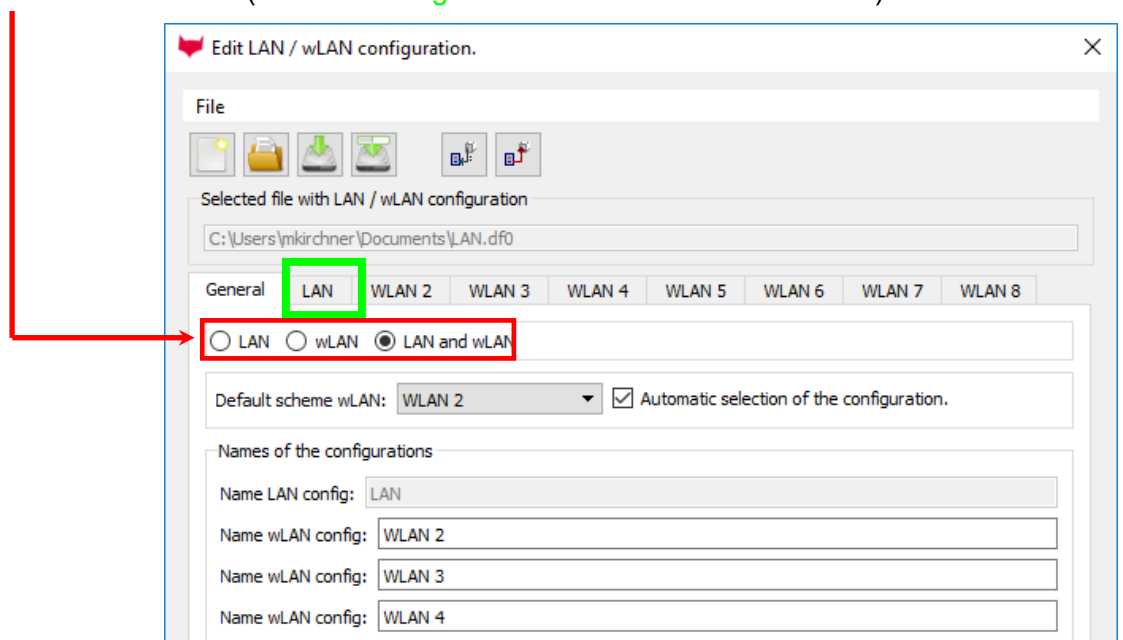 Edit LAN / wLAN configuration.
File
Selected file with LAN / wLAN configuration
C:\Users\mkirchner\Documents\LAN.df0
General LAN WLAN 2 WLAN 3 WLAN 4 WLAN 5 WLAN 6 WLAN 7 WLAN 8
LAN wLAN LAN and wLAN
Default scheme wLAN: WLAN 2 Automatic selection of the configuration.
Names of the configurations
Name LAN config: LAN
Name wLAN config: WLAN 2
Name wLAN config: WLAN 3
Name wLAN config: WLAN 4